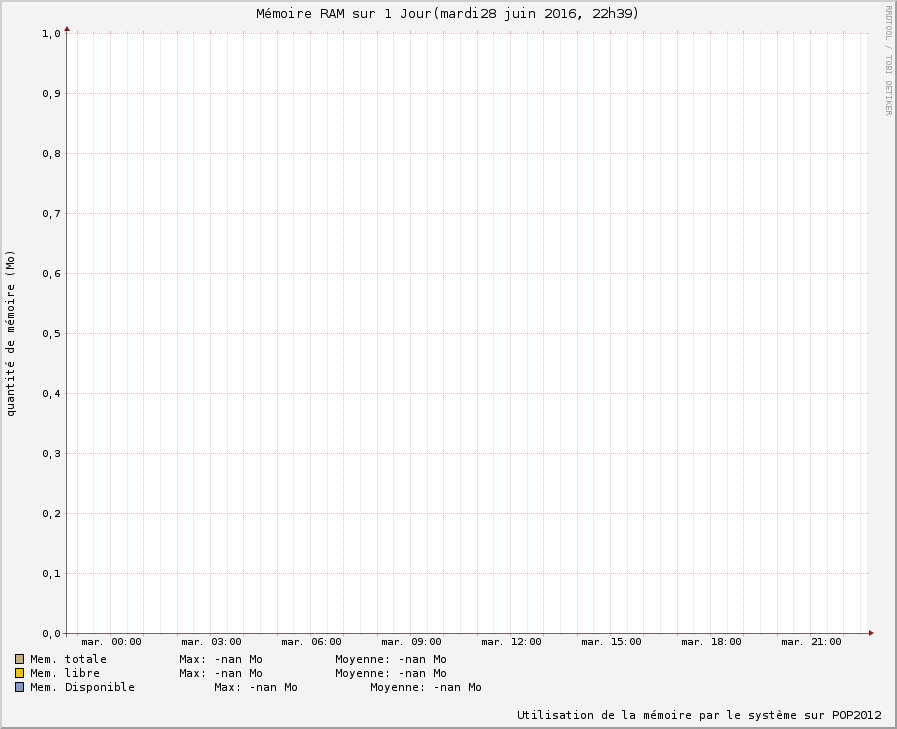 Mémoire RAM sur 1 Jour(mardi28 juin 2016, 22h39)
RRDTOOL / TOBI OETIKER
quantité de mémoire (Mo)
1,0
0,9
0,8
0,7
0,6
0,5
0,4
0,3
0,2
0,1
0,0
mar. 00:00 mar. 03:00 mar. 06:00 mar. 09:00 mar. 12:00 mar. 15:00 mar. 18:00 mar. 21:00
Mem. totale Max: -nan Mo Moyenne: -nan Mo
Mem. libre Max: -nan Mo Moyenne: -nan Mo
Mem. Disponible Max: -nan Mo Moyenne: -nan Mo
Utilisation de la mémoire par le système sur POP2012